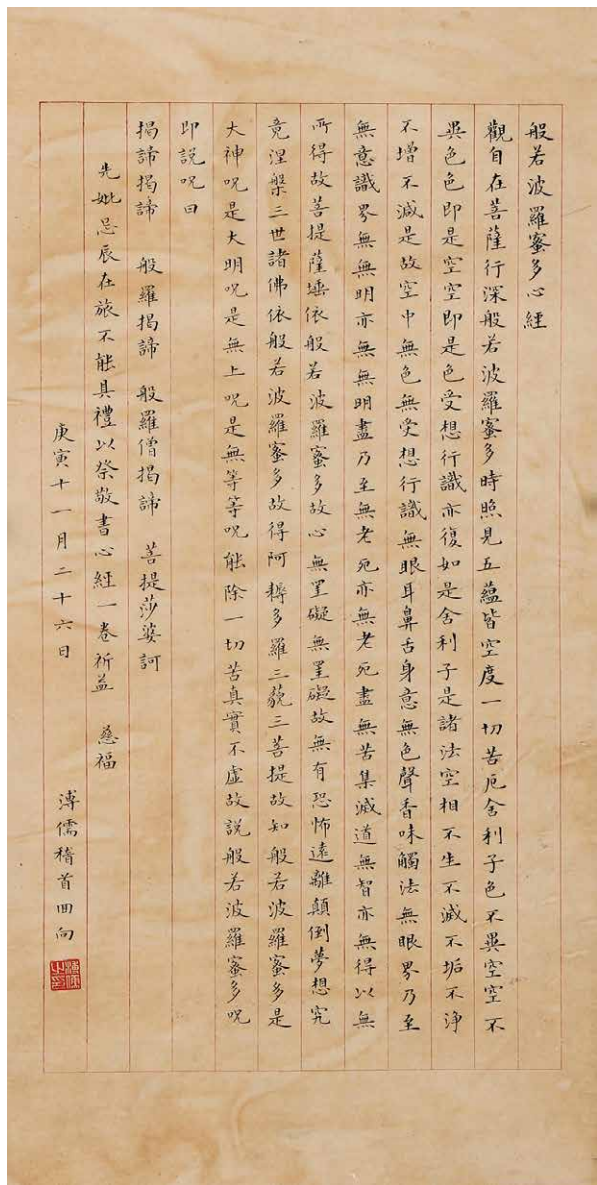 般若波羅蜜多心經
觀自在菩薩行深般若波羅蜜多時照見五蘊皆空度一切苦厄舍利子色不異空空不
異色色即是空空即是色受想行識亦復如是舍利子是諸法空相不生不滅不垢不淨
不增不減是故空中無色無受想行識無眼耳鼻舌身意無色聲香味觸法無眼界乃至
無意識界無無明亦無無明盡乃至無老死亦無老死盡無苦集滅道無智亦無得以無
所得故菩提薩埵依般若波羅蜜多故心無罣礙無罣礙故無有恐怖遠離顛倒夢想究
竟涅槃三世諸佛依般若波羅蜜多故得阿耨多羅三藐三菩提故知般若波羅蜜多是
大神呪是大明呪是無上呪是無等等呪能除一切苦真實不虛故說般若波羅蜜多呪
即說呪曰
揭諦揭諦 般羅揭諦 般羅僧揭諦 菩提莎婆訶
先妣忌辰在旅不能具禮以祭敬書心經一卷祈益 慈福
庚寅十一月二十六日 溥儒稽首回向
溥儒之印